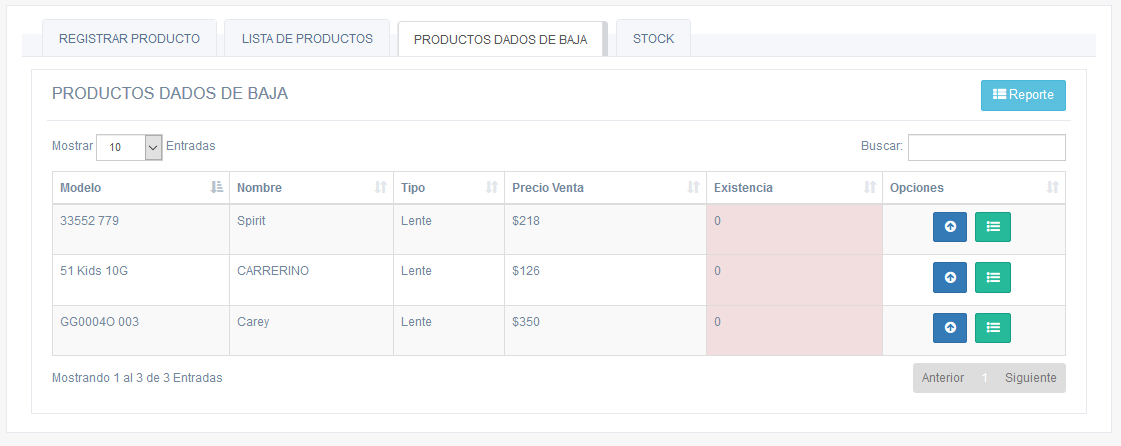 REGISTRAR PRODUCTO LISTA DE PRODUCTOS PRODUCTOS DADOS DE BAJA STOCK
PRODUCTOS DADOS DE BAJA Reporte
Mostrar 10 Entradas Buscar:
Modelo Nombre Tipo Precio Venta Existencia Opciones
33552 779 Spirit Lente $218 0
51 Kids 10G CARRERINO Lente $126 0
GG0004O 003 Carey Lente $350 0
Mostrando 1 al 3 de 3 Entradas Anterior 1 Siguiente